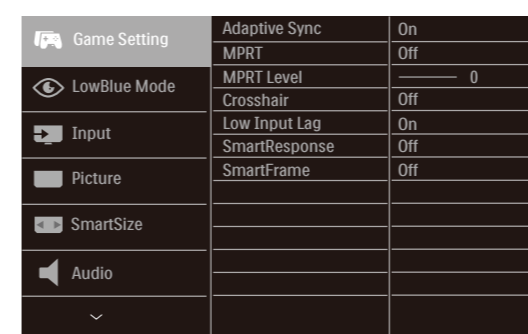 Game Setting
LowBlue Mode
Input
Picture
SmartSize
Audio
Adaptive Sync On
MPRT Off
MPRT Level 0
Crosshair Off
Low Input Lag On
SmartResponse Off
SmartFrame Off